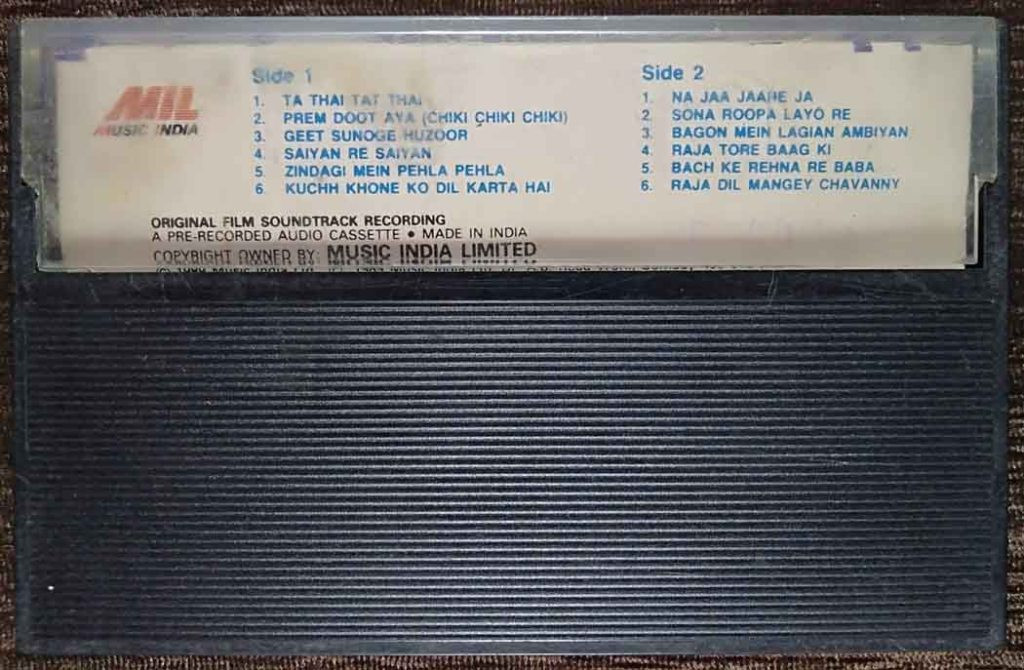 MIL
MUSIC INDIA
Side 1
1. TA THAI TAT THAI
2. PREM DOOT AYA (CHIKI CHIKI CHIKI)
3. GEET SUNOGE HUZOOR
4. SAIYAN RE SAIYAN
5. ZINDAGI MEIN PEHLA PEHLA
6. KUCHH KHONE KO DIL KARTA HAI
Side 2
1. NA JAA JAAHE JA
2. SONA ROOPA LAYO RE
3. BAGON MEIN LAGIAN AMBIYAN
4. RAJA TORE BAAG KI
5. BACH KE REHNA RE BABA
6. RAJA DIL MANGEY CHAVANNY
ORIGINAL FILM SOUNDTRACK RECORDING
A PRE-RECORDED AUDIO CASSETTE • MADE IN INDIA
COPYRIGHT OWNED BY: MUSIC INDIA LIMITED